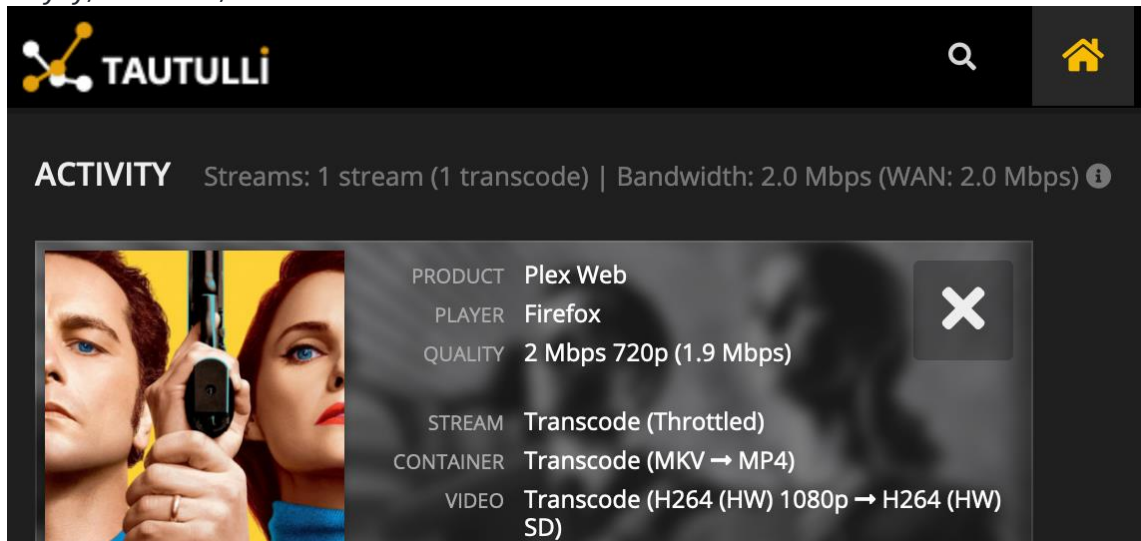 TAUTULLI
ACTIVITY Streams: 1 stream (1 transcode) | Bandwidth: 2.0 Mbps (WAN: 2.0 Mbps)
PRODUCT Plex Web
PLAYER Firefox
QUALITY 2 Mbps 720p (1.9 Mbps)
STREAM Transcode (Throttled)
CONTAINER Transcode (MKV → MP4)
VIDEO Transcode (H264 (HW) 1080p → H264 (HW)
SD)